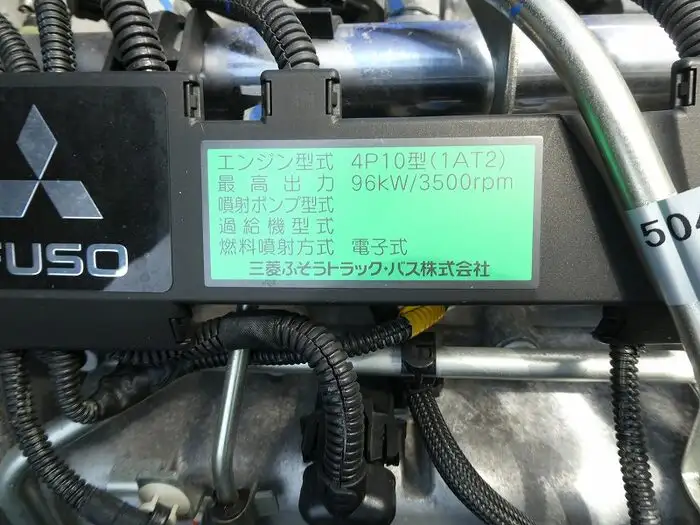 エンジン型式 4P10型(1AT2)
最高出力 96kW/3500rpm
噴射ポンプ型式
過給機型式
燃料噴射方式 電子式
三菱ふそうトラック・バス株式会社
FUSO
504